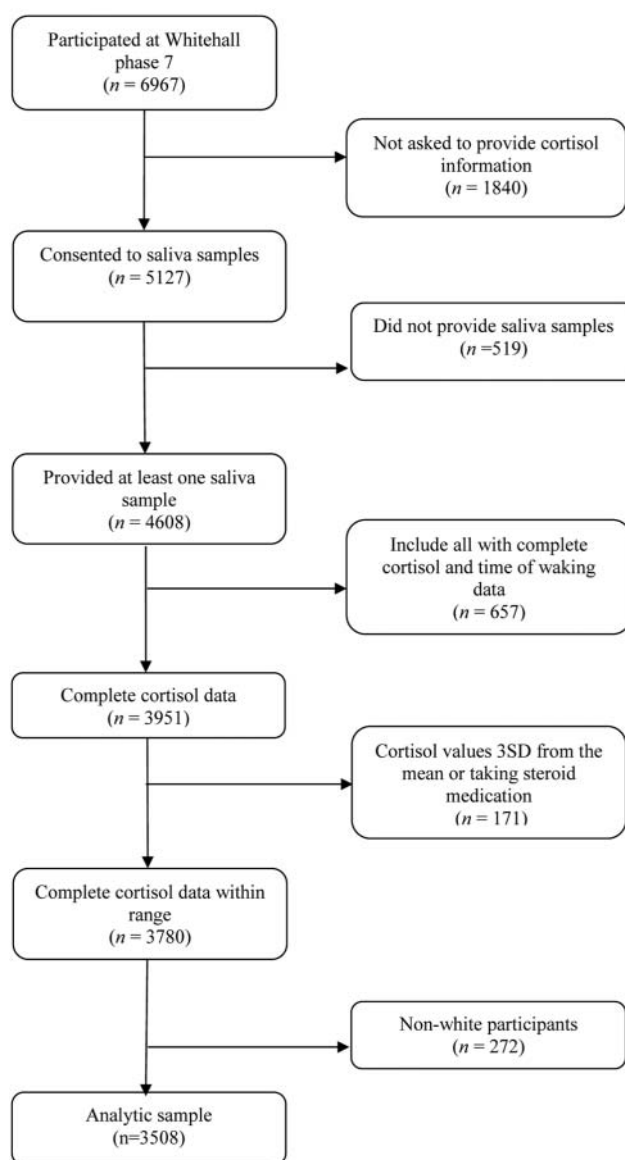 Participated at Whitehall
phase 7
(n = 6967)
Not asked to provide cortisol
information
(n = 1840)
Consented to saliva samples
(n = 5127)
Did not provide saliva samples
(n =519)
Provided at least one saliva
sample
(n = 4608)
Include all with complete
cortisol and time of waking
data
(n = 657)
Complete cortisol data
(n = 3951)
Cortisol values 3SD from the
mean or taking steroid
medication
(n = 171)
Complete cortisol data within
range
(n = 3780)
Non-white participants
(n = 272)
Analytic sample
(n=3508)